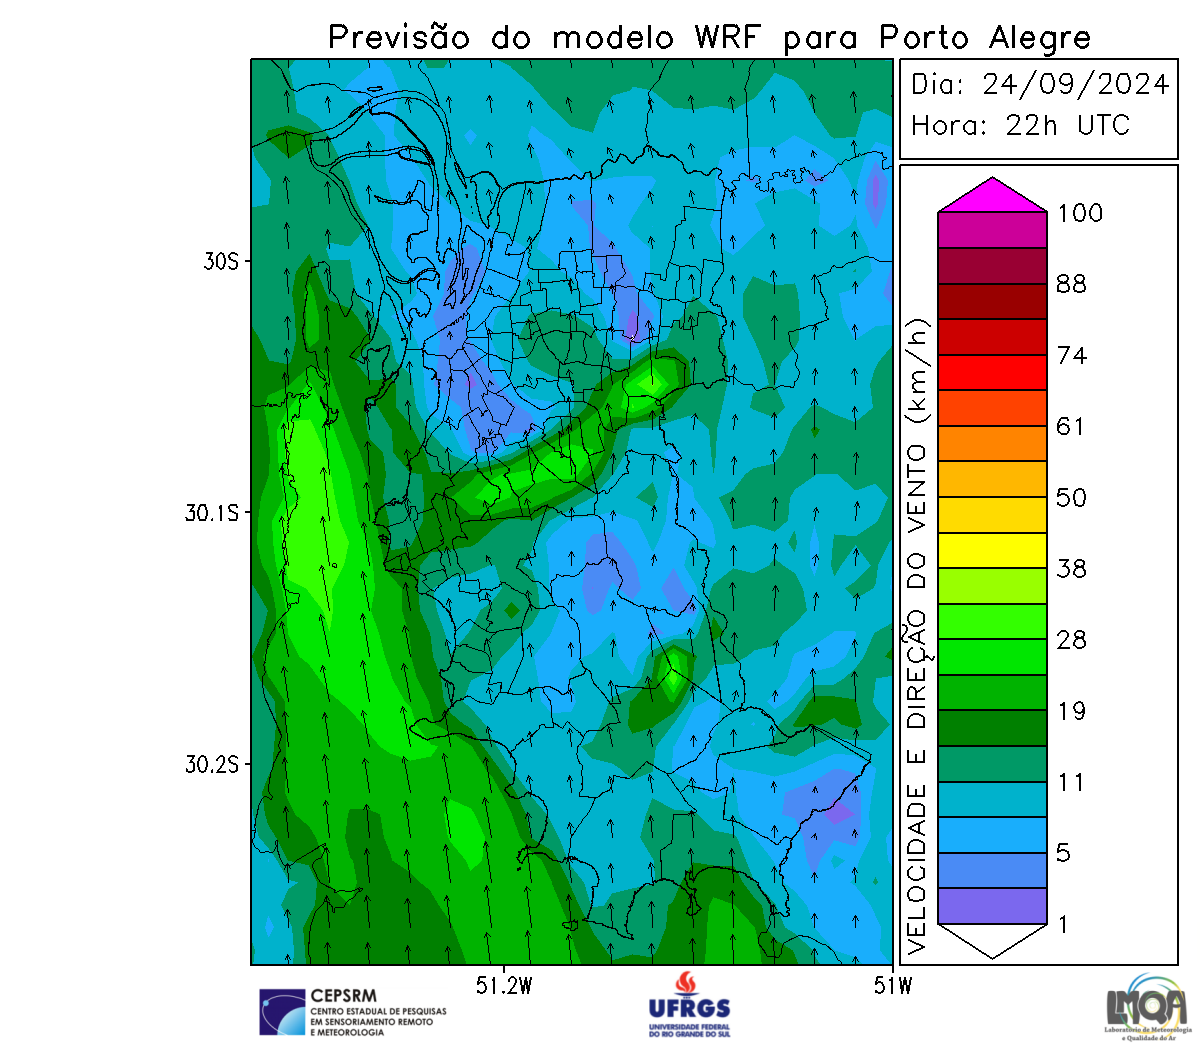 Previsão do modelo WRF para Porto Alegre
Dia: 24/09/2024
Hora: 22h UTC
100
88
74
61
50
38
28
19
11
5
1
VELOCIDADE E DIREÇÃO DO VENTO (km/h)
30S
30.1S
30.2S
51.2W
51W
CEPSRM
CENTRO ESTADUAL DE PESQUISAS
EM SENSORIAMENTO REMOTO
E METEOROLOGIA
UFRGS
UNIVERSIDADE FEDERAL
DO RIO GRANDE DO SUL
LMQA
Laboratório de Meteorologia
e Qualidade do Ar